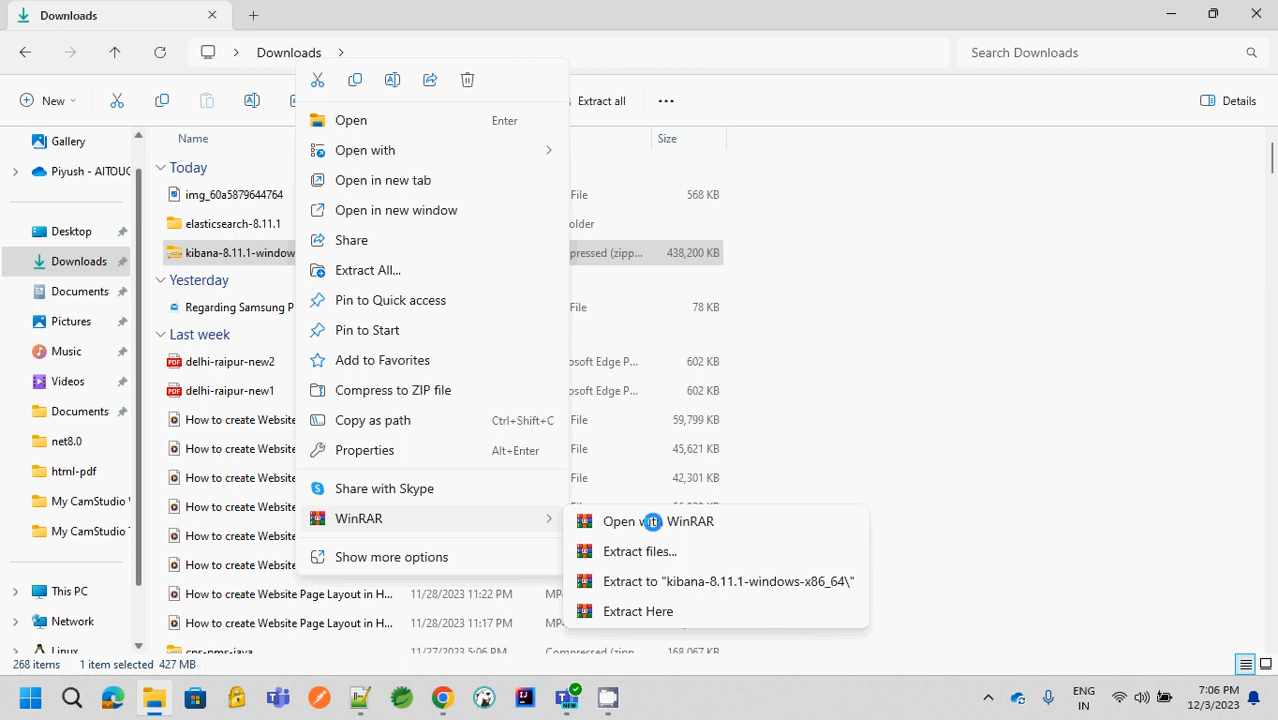 Downloads
Downloads
Search Downloads
New
Extract all
Details
Name
Size
Gallery
Piyush - AITOUC
Desktop
Downloads
Documents
Pictures
Music
Videos
Documents
net8.0
html-pdf
My CamStudio
My CamStudio
This PC
Network
Linux
Today
img_60a5879644764
File
568 KB
elasticsearch-8.11.1
older
kibana-8.11.1-window
pressed (zipp...
438,200 KB
Yesterday
Regarding Samsung P
File
78 KB
Last week
delhi-raipur-new2
osoft Edge P...
602 KB
delhi-raipur-new1
osoft Edge P...
602 KB
How to create Website
File
59,799 KB
How to create Website
File
45,621 KB
How to create Website
File
42,301 KB
How to create Website
How to create Website
How to create Website
How to create Website Page Layout in H...
11/28/2023 11:22 PM
MP4
How to create Website Page Layout in H...
11/28/2023 11:17 PM
MP4
cps-nms-java
11/27/2023 5:06 PM
Compressed (zipp...
168,067 KB
Open
Enter
Open with
Open in new tab
Open in new window
Share
Extract All...
Pin to Quick access
Pin to Start
Add to Favorites
Compress to ZIP file
Copy as path
Ctrl+Shift+C
Properties
Alt+Enter
Share with Skype
WinRAR
Show more options
Open with WinRAR
Extract files...
Extract to "kibana-8.11.1-windows-x86_64\"
Extract Here
268 items
1 item selected 427 MB
NEW
ENG
IN
7:06 PM
12/3/2023